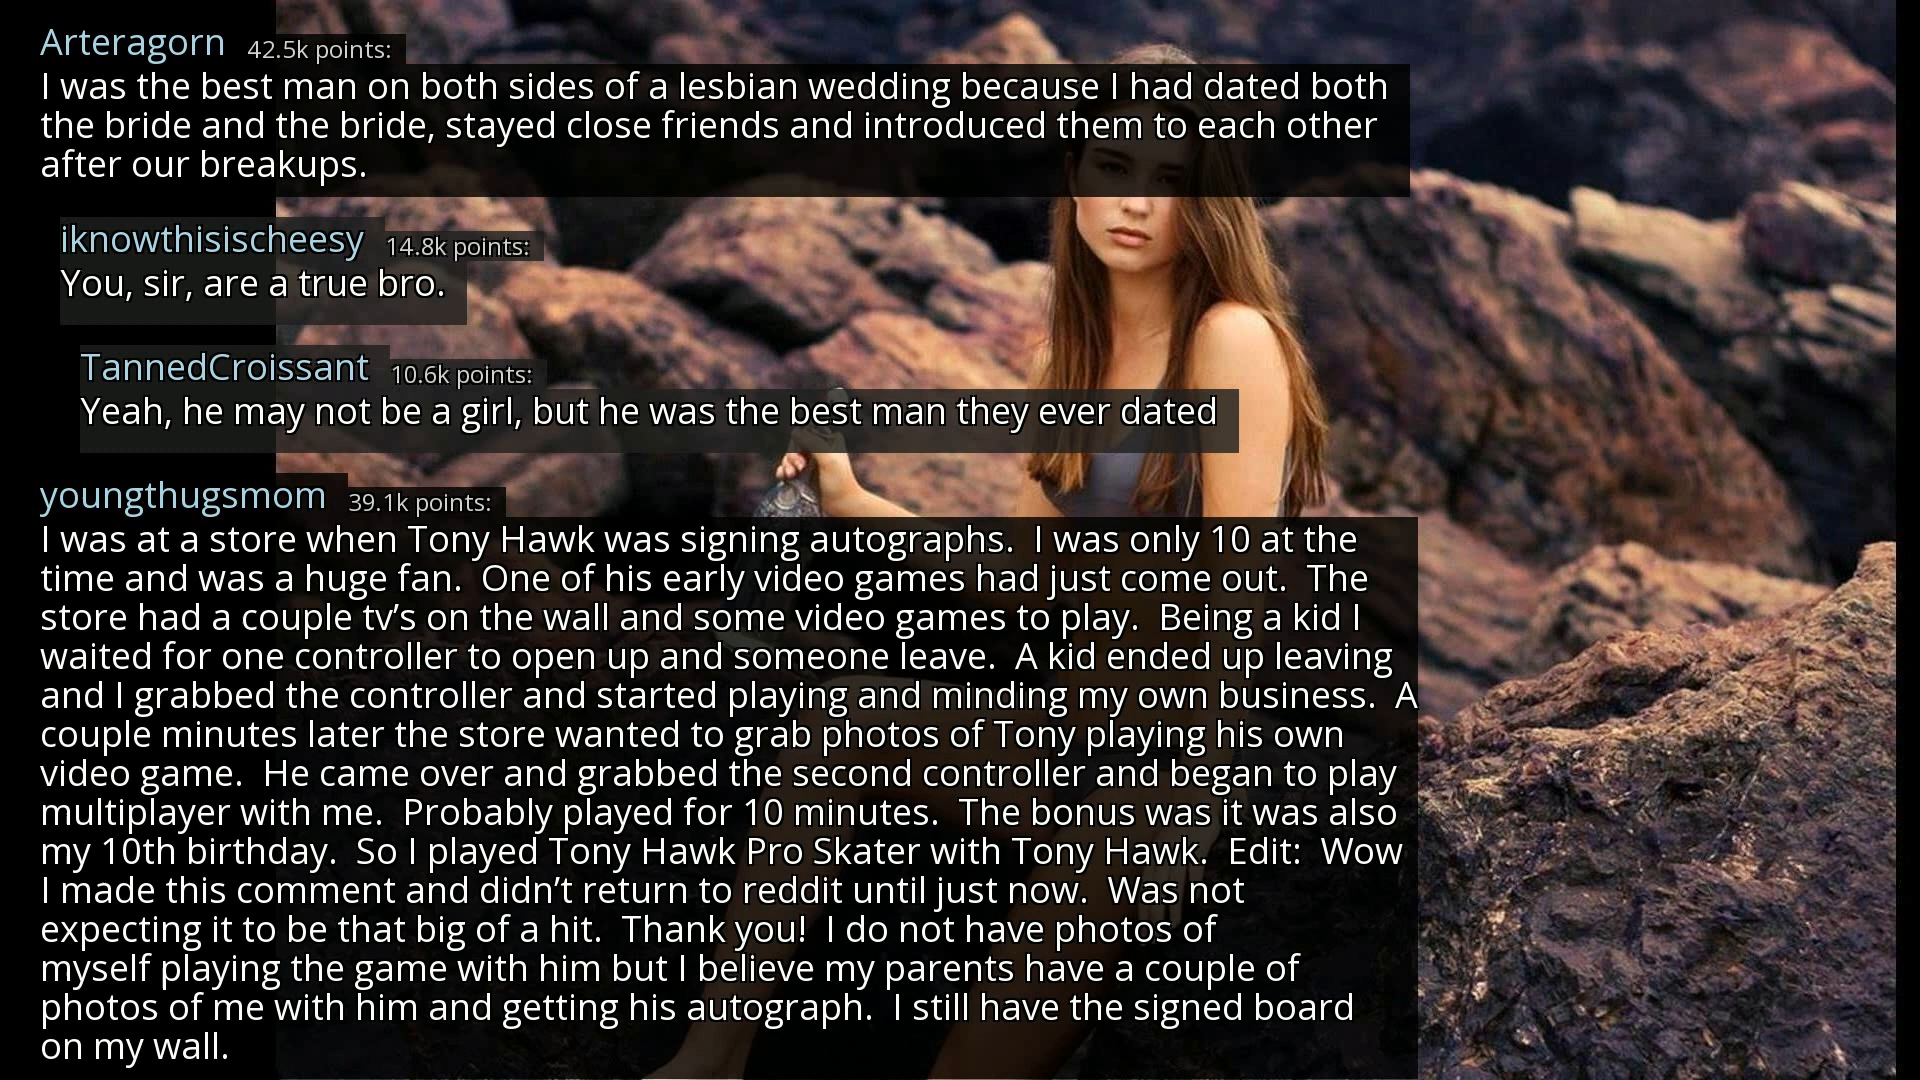 Arteragorn 42.5k points:
I was the best man on both sides of a lesbian wedding because I had dated both
the bride and the bride, stayed close friends and introduced them to each other
after our breakups.
iknowthisischeesy 14.8k points:
You, sir, are a true bro.
TannedCroissant 10.6k points:
Yeah, he may not be a girl, but he was the best man they ever dated
youngthugsmom 39.1k points:
I was at a store when Tony Hawk was signing autographs.  I was only 10 at the
time and was a huge fan.  One of his early video games had just come out.  The
store had a couple tv’s on the wall and some video games to play.  Being a kid I
waited for one controller to open up and someone leave.  A kid ended up leaving
and I grabbed the controller and started playing and minding my own business.  A
couple minutes later the store wanted to grab photos of Tony playing his own
video game.  He came over and grabbed the second controller and began to play
multiplayer with me.  Probably played for 10 minutes.  The bonus was it was also
my 10th birthday.  So I played Tony Hawk Pro Skater with Tony Hawk.  Edit:  Wow
I made this comment and didn’t return to reddit until just now.  Was not
expecting it to be that big of a hit.  Thank you!  I do not have photos of
myself playing the game with him but I believe my parents have a couple of
photos of me with him and getting his autograph.  I still have the signed board
on my wall.